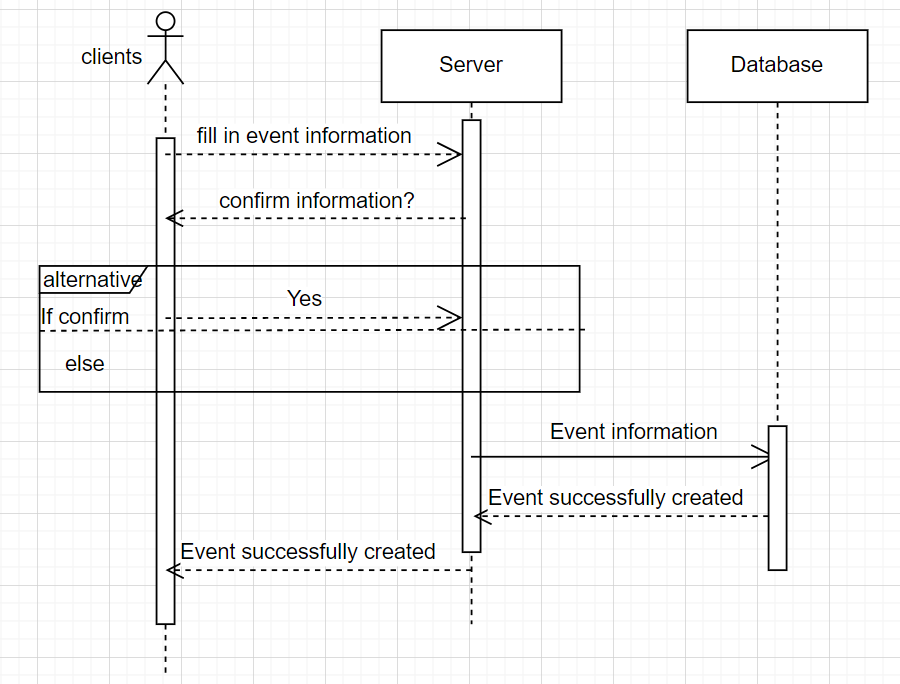 clients
Server
Database
fill in event information
confirm information?
alternative
Yes
If confirm
else
Event information
Event successfully created
Event successfully created